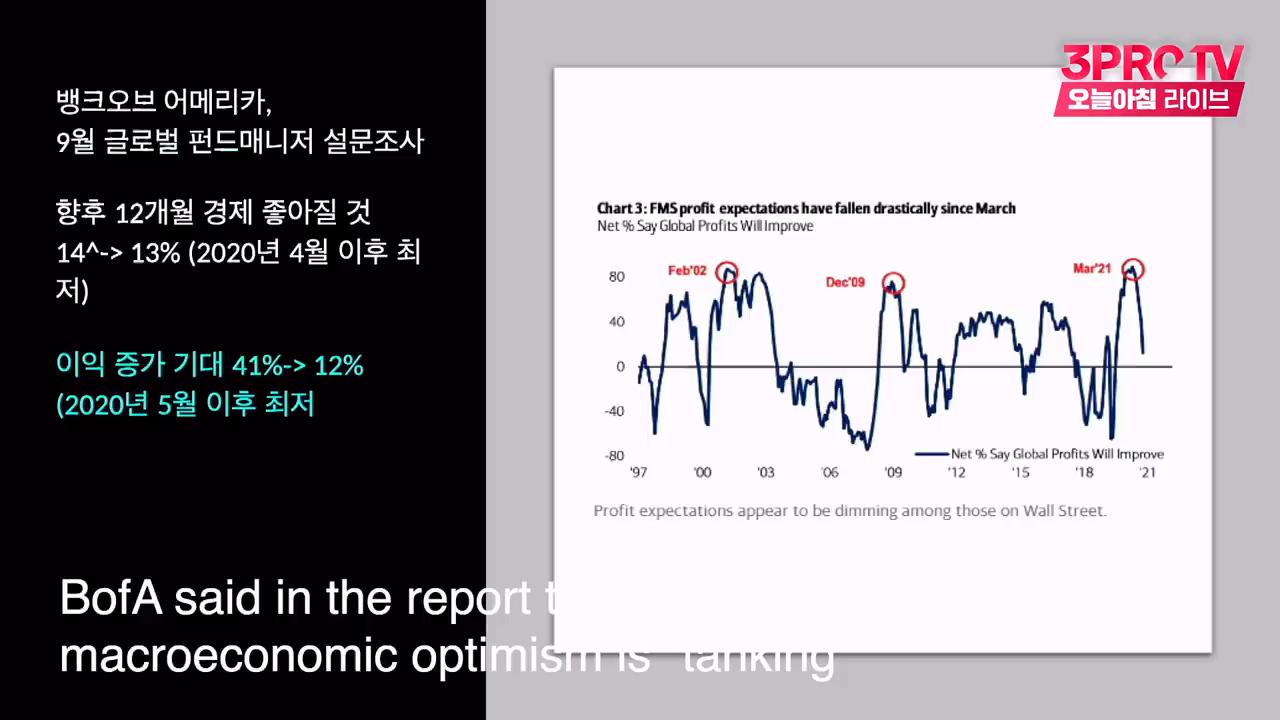 3PRO TV
오늘아침 라이브
뱅크오브 어메리카,
9월 글로벌 펀드매니저 설문조사
향후 12개월 경제 좋아질 것
14^-> 13% (2020년 4월 이후 최
저)
이익 증가 기대 41%-> 12%
(2020년 5월 이후 최저
Chart 3: FMS profit expectations have fallen drastically since March
Net % Say Global Profits Will Improve
Feb'02
Dec'09
Mar'21
80
40
0
-40
-80
Net % Say Global Profits Will Improve
'97 '00 '03 '06 '09 '12 '15 '18 '21
Profit expectations appear to be dimming among those on Wall Street.
BofA said in the report
macroeconomic optimism is "tanking